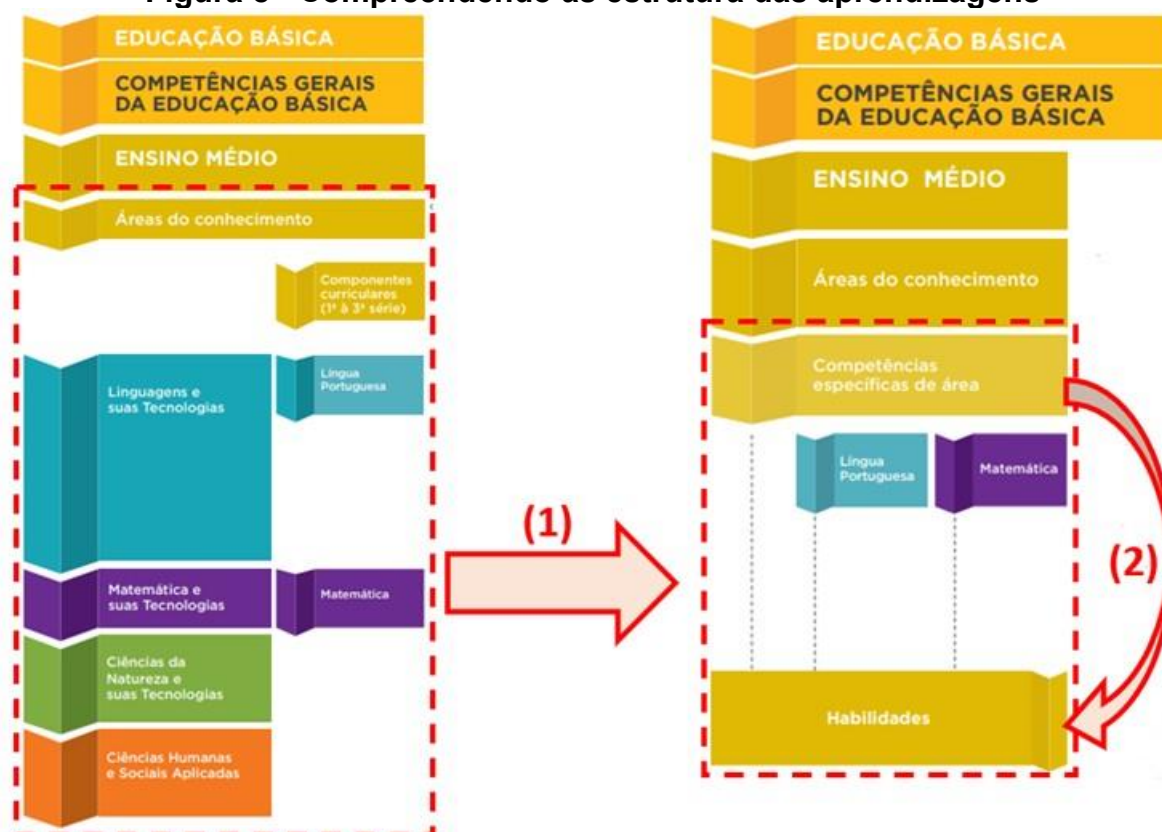 Figura - Compreendendo as estrutura das aprendizagens
EDUCAÇÃO BÁSICA
COMPETÊNCIAS GERAIS
DA EDUCAÇÃO BÁSICA
ENSINO MÉDIO
Áreas do conhecimento
Componentes
curriculares
(1ª à 3ª série)
Linguagens e
suas Tecnologias
Língua
Portuguesa
Matemática e
suas Tecnologias
Matemática
Ciências da
Natureza e
suas Tecnologias
Ciências Humanas
e Sociais Aplicadas
(1)
EDUCAÇÃO BÁSICA
COMPETÊNCIAS GERAIS
DA EDUCAÇÃO BÁSICA
ENSINO MÉDIO
Áreas do conhecimento
Competências
específicas de área
Língua
Portuguesa
Matemática
(2)
Habilidades